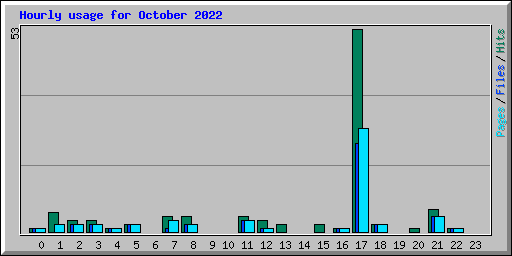 Hourly usage for October 2022
53
Pages/Files/Hits
0 1 2 3 4 5 6 7 8 9 10 11 12 13 14 15 16 17 18 19 20 21 22 23